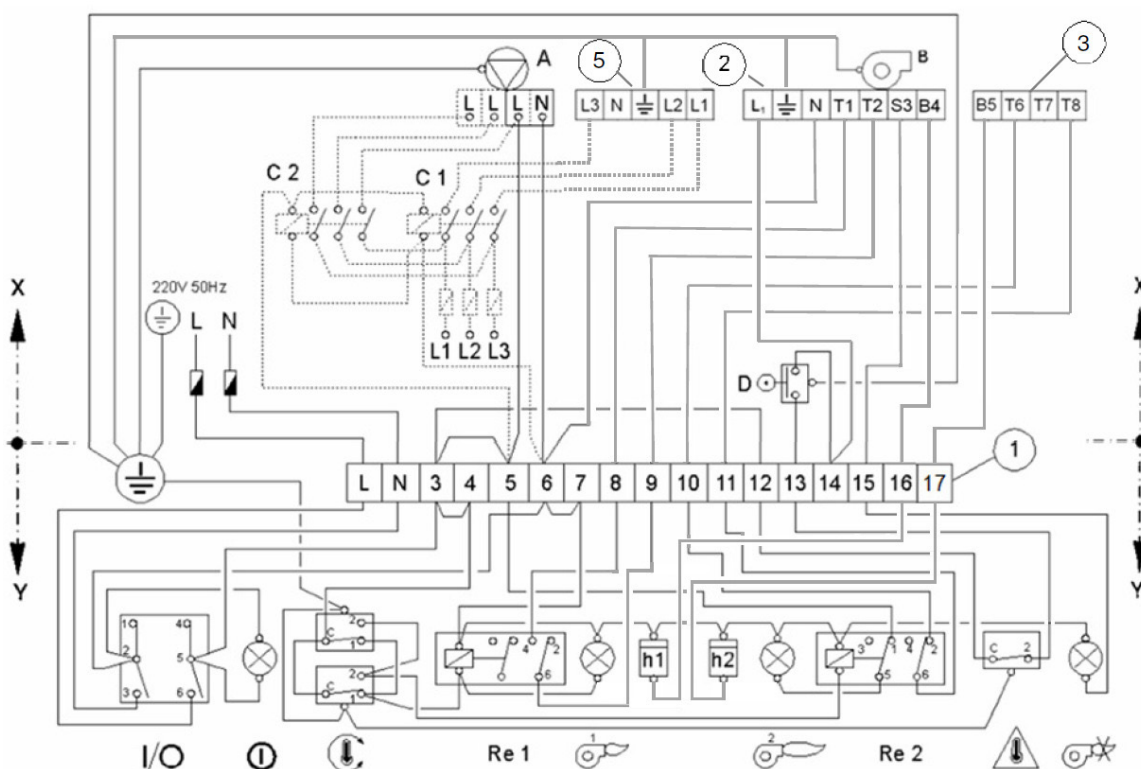 5
2
3
A
B
L L L N
L3 N L2 L1
L1 N T1 T2 S3 B4
B5 T6 T7 T8
C 2
C 1
X
X
220V 50Hz
L N
L1 L2 L3
D
1
L N 3 4 5 6 7 8 9 10 11 12 13 14 15 16 17
Y
Y
1 4
2 5
3 6
2
C
1
2
C
1
4 2
6
h1
h2
3 1 4 2
5 6
C 2
I/O
Re 1
1
2
Re 2